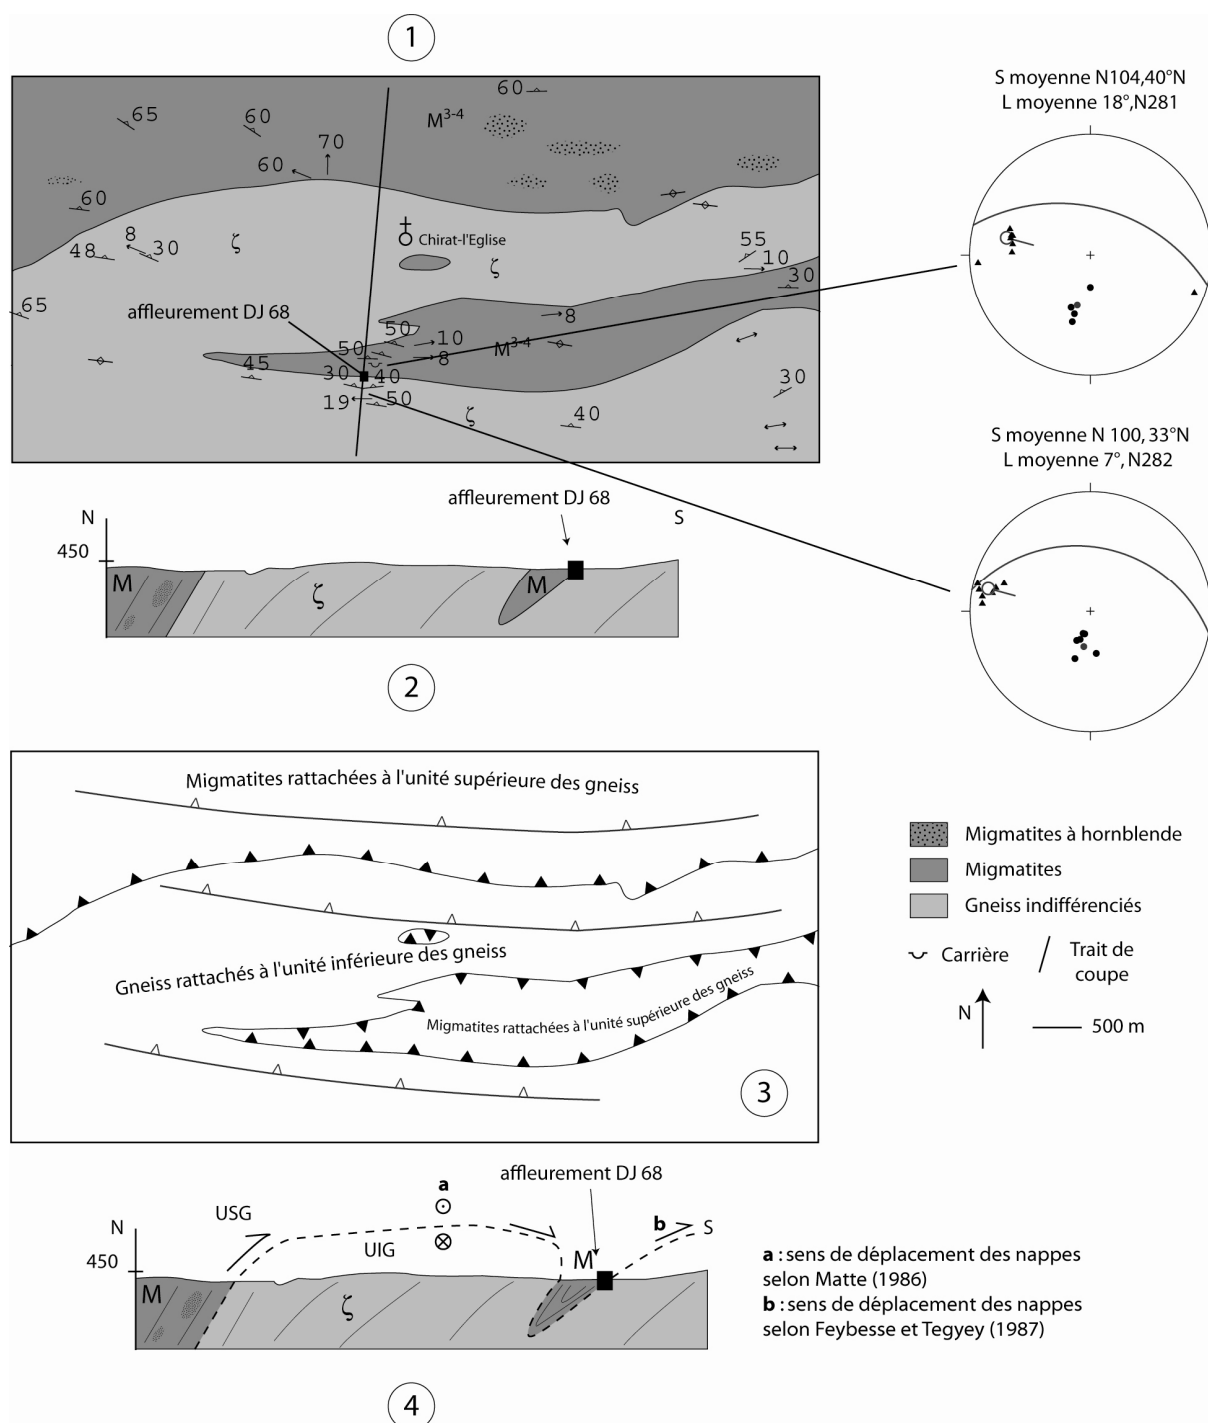 1
S moyenne N104,40°N
L moyenne 18°,N281
60
65
60
M³⁻⁴
70
60
60
8
48
30
ζ
Chirat-l'Eglise
ζ
55
10
30
65
affleurement DJ 68
8
50
10
50
M³⁻⁴
8
45
30
40
30
19
50
ζ
40
S moyenne N 100, 33°N
L moyenne 7°, N282
affleurement DJ 68
N
S
450
M
ζ
M
2
Migmatites rattachées à l'unité supérieure des gneiss
Gneiss rattachés à l'unité inférieure des gneiss
Migmatites rattachées à l'unité supérieure des gneiss
3
Migmatites à hornblende
Migmatites
Gneiss indifférenciés
Carrière
Trait de
coupe
N
500 m
affleurement DJ 68
a
USG
b
N
S
UIG
M
450
M
ζ
a : sens de déplacement des nappes
selon Matte (1986)
b : sens de déplacement des nappes
selon Feybesse et Tegyey (1987)
4